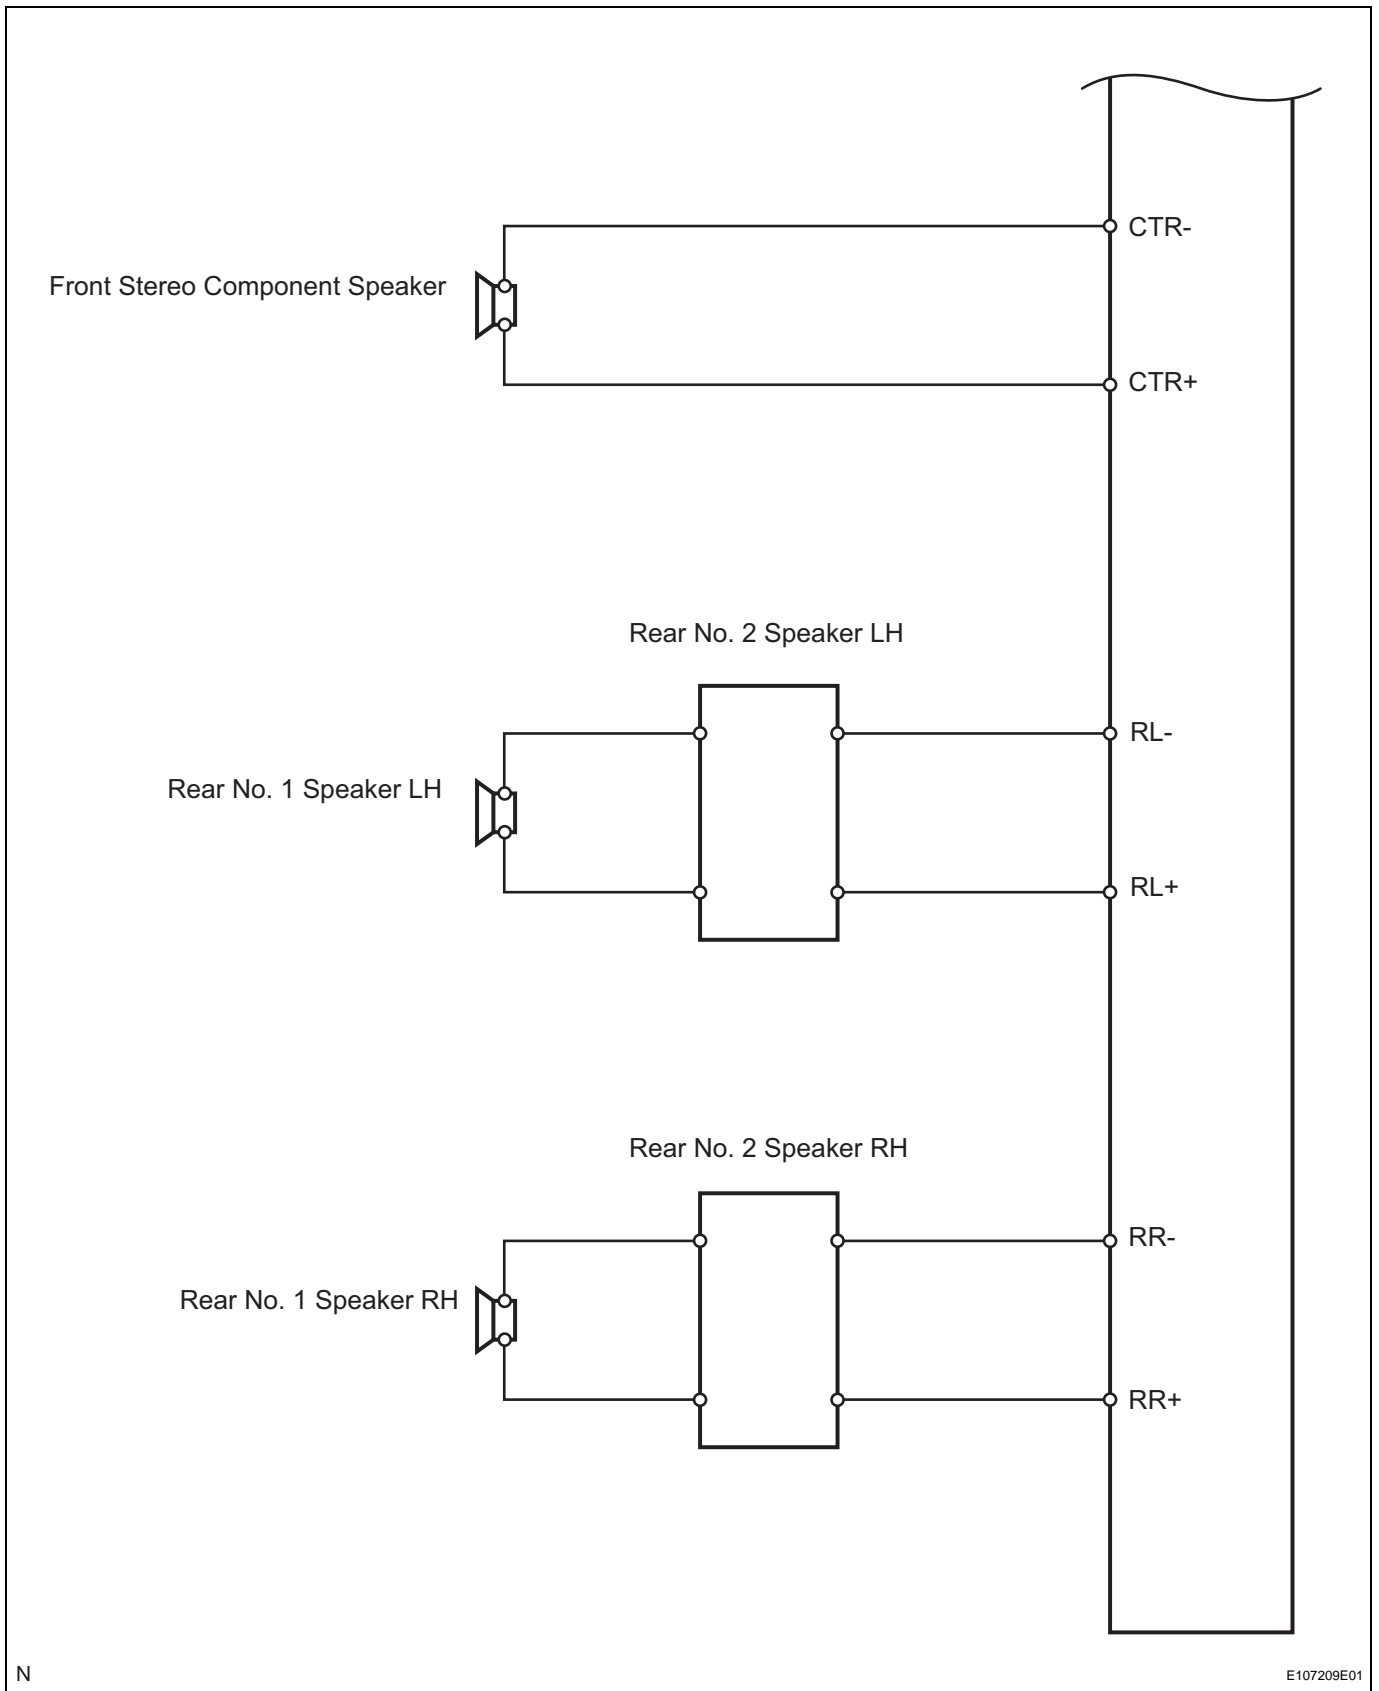 CTR-
Front Stereo Component Speaker
CTR+
Rear No. 2 Speaker LH
RL-
Rear No. 1 Speaker LH
RL+
Rear No. 2 Speaker RH
RR-
Rear No. 1 Speaker RH
RR+
N
E107209E01